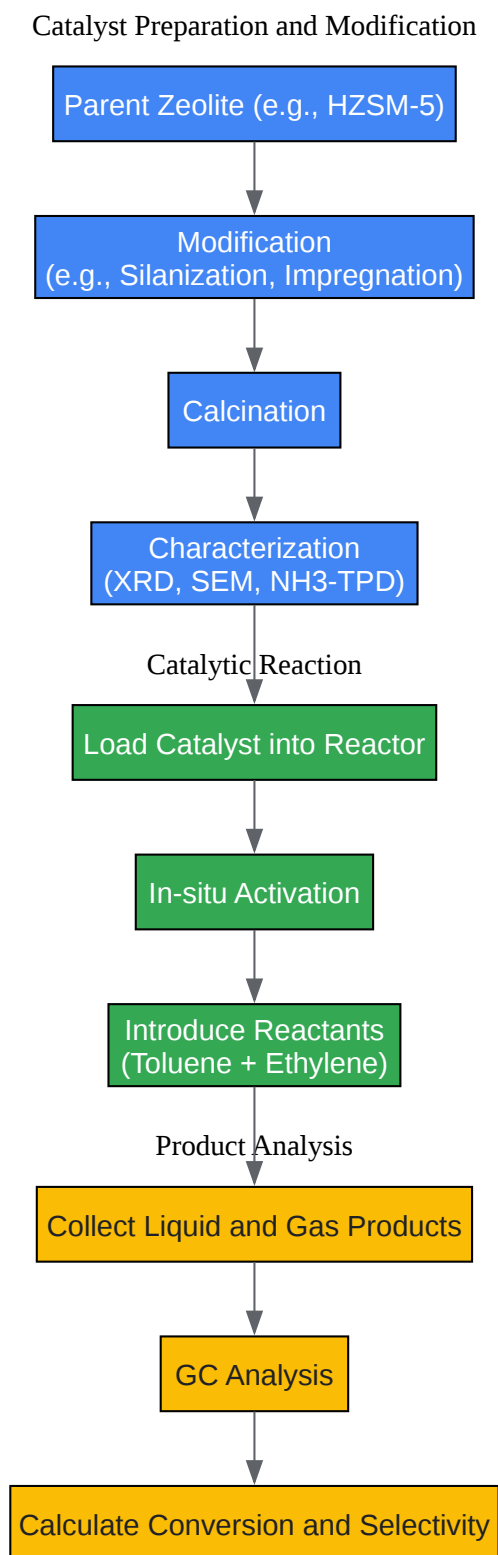 Catalyst Preparation and Modification
Parent Zeolite (e.g., HZSM-5)
Modification
(e.g., Silanization, Impregnation)
Calcination
Characterization
(XRD, SEM, NH3-TPD)
Catalytic Reaction
Load Catalyst into Reactor
In-situ Activation
Introduce Reactants
(Toluene + Ethylene)
Product Analysis
Collect Liquid and Gas Products
GC Analysis
Calculate Conversion and Selectivity